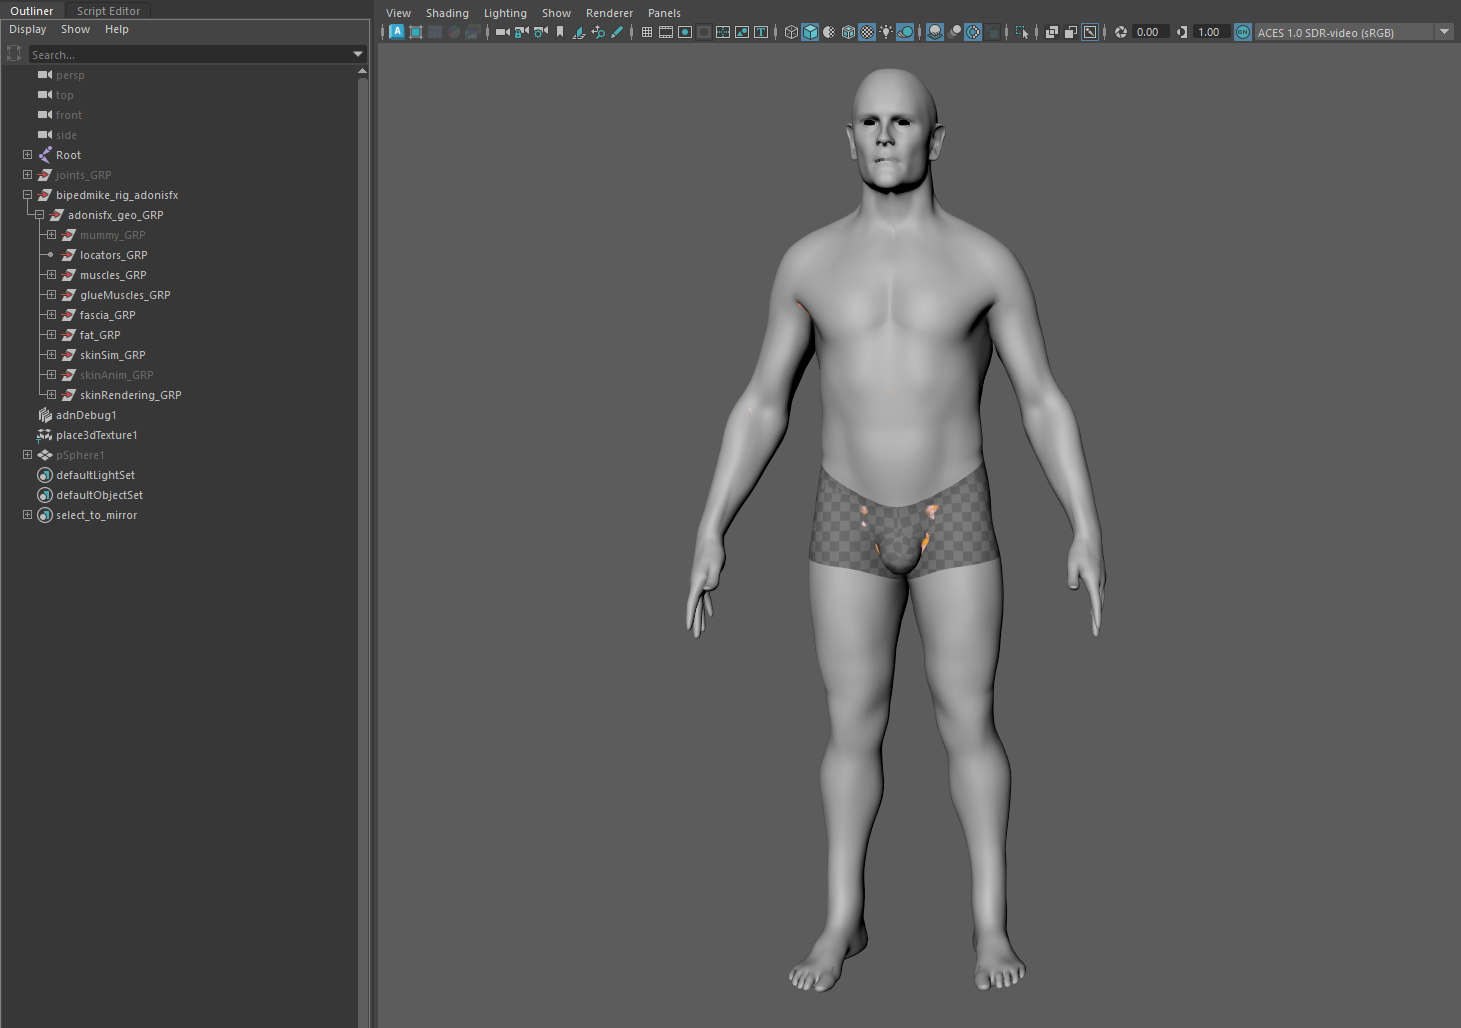 Outliner
Script Editor
Display Show Help
Search...
persp
top
front
side
Root
joints_GRP
bipedmike_rig_adonisfx
adonisfx_geo_GRP
mummy_GRP
locators_GRP
muscles_GRP
glueMuscles_GRP
fascia_GRP
fat_GRP
skinSim_GRP
skinAnim_GRP
skinRendering_GRP
adnDebug1
place3dTexture1
pSphere1
defaultLightSet
defaultObjectSet
select_to_mirror
View Shading Lighting Show Renderer Panels
A T 0.00 1.00 ON ACES 1.0 SDR-video (sRGB)